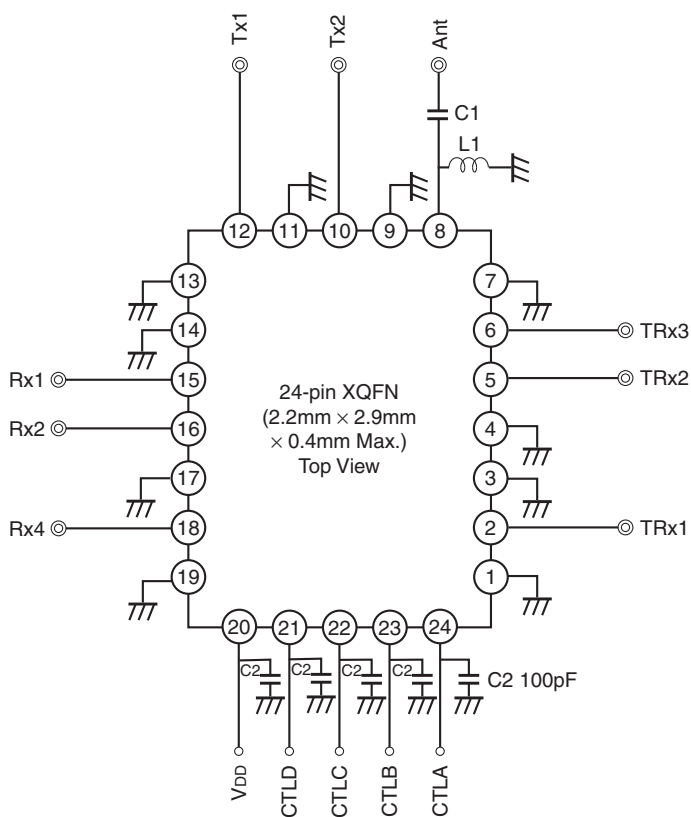 Tx1
Tx2
Ant
C1
L1
12
11
10
9
8
13
7
14
6
TRx3
Rx1
15
5
TRx2
24-pin XQFN
(2.2mm × 2.9mm
× 0.4mm Max.)
Top View
Rx2
16
4
17
3
Rx4
18
2
TRx1
19
1
20
21
22
23
24
C2
C2
C2
C2
C2 100pF
VDD
CTLD
CTLC
CTLB
CTLA